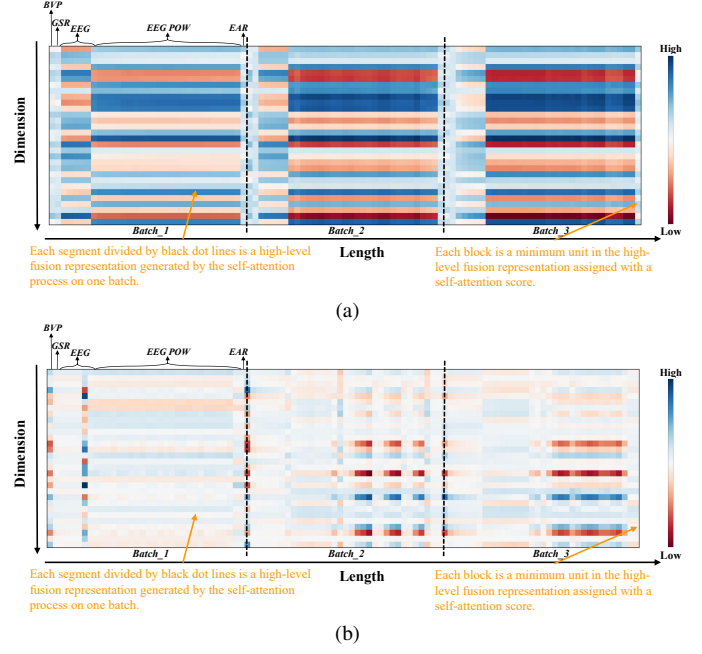 BVP
GSR EEG EEG POW EAR
High
Dimension
Low
Batch_1 Batch_2 Batch_3
Length
Each segment divided by black dot lines is a high-level
fusion representation generated by the self-attention
process on one batch.
Each block is a minimum unit in the high-
level fusion representation assigned with a
self-attention score.
(a)
BVP
GSR EEG EEG POW EAR
High
Dimension
Low
Batch_1 Batch_2 Batch_3
Length
Each segment divided by black dot lines is a high-level
fusion representation generated by the self-attention
process on one batch.
Each block is a minimum unit in the high-
level fusion representation assigned with a
self-attention score.
(b)